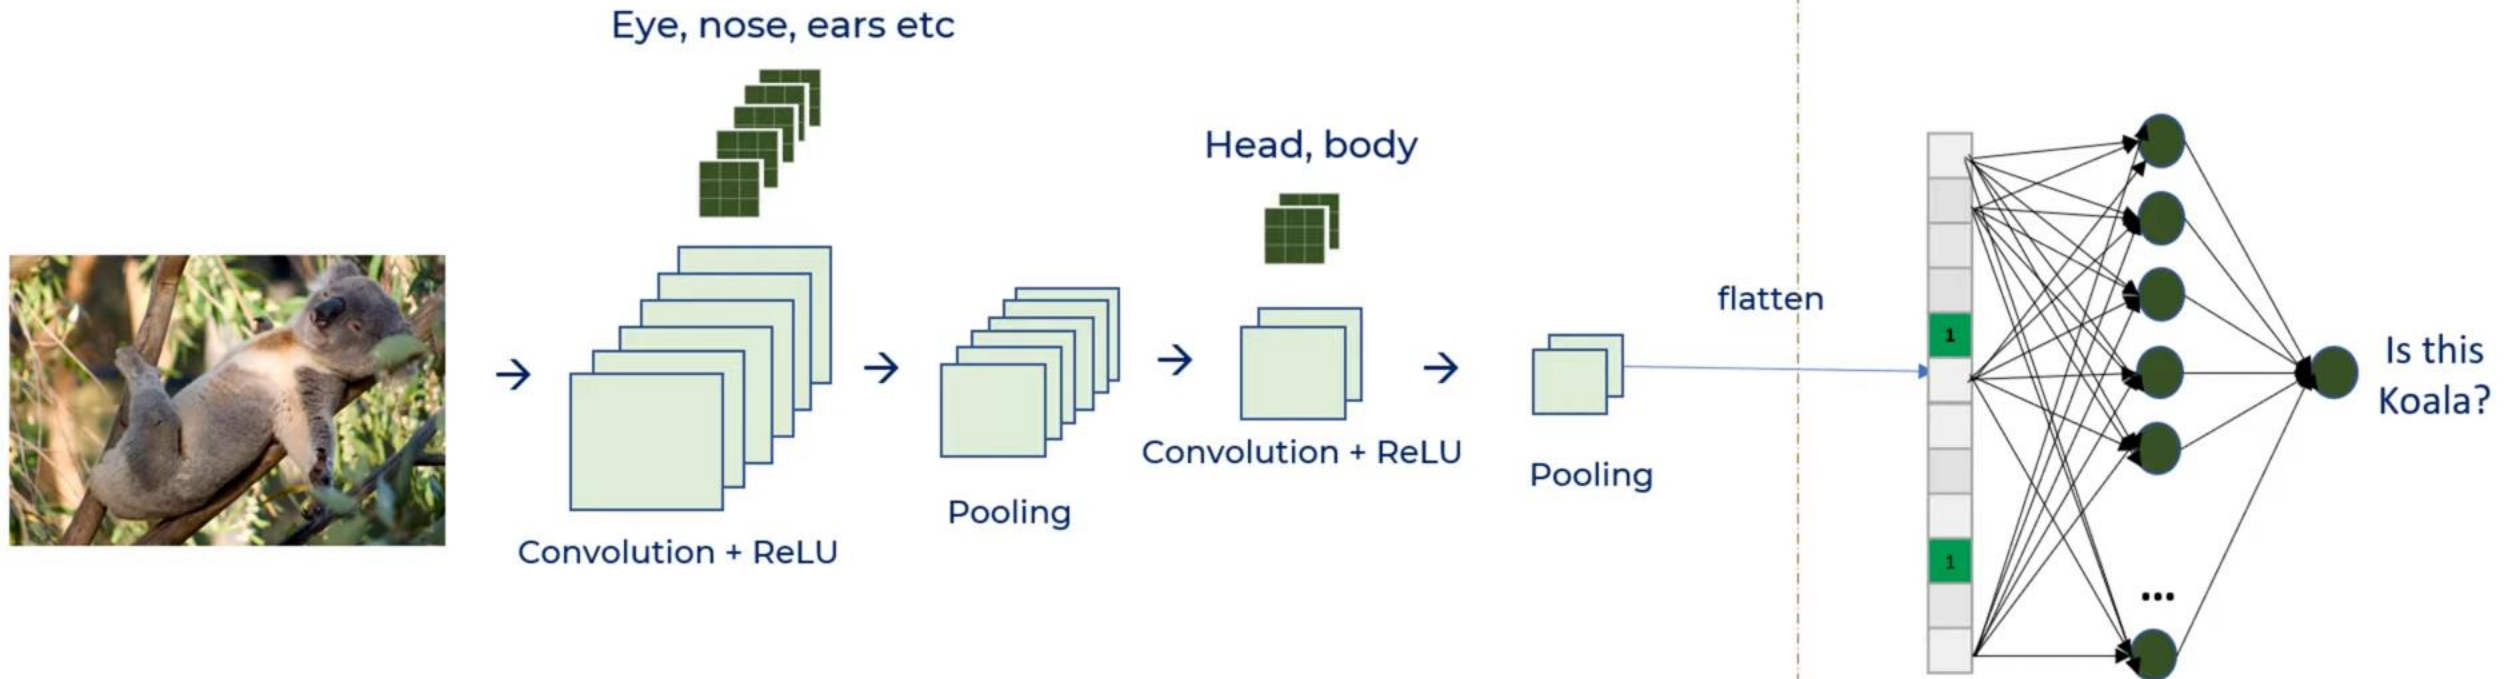 Eye, nose, ears etc
Convolution + ReLU
Pooling
Head, body
Convolution + ReLU
Pooling
flatten
1
1
...
Is this
Koala?